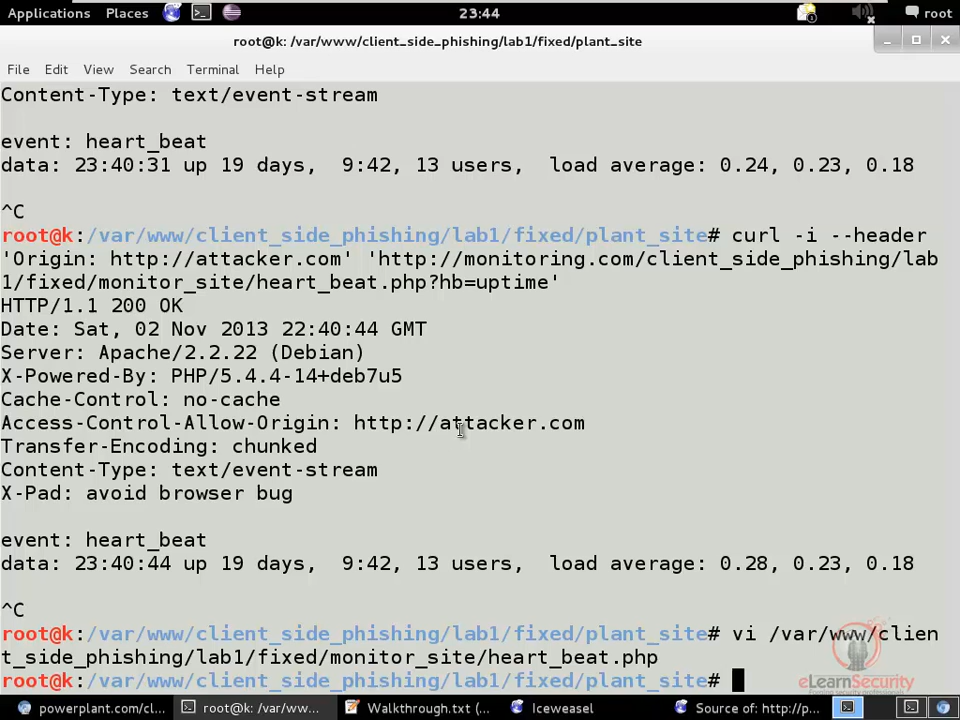 Applications Places 23:44 root
root@k: /var/www/client_side_phishing/lab1/fixed/plant_site
File Edit View Search Terminal Help
Content-Type: text/event-stream
event: heart_beat
data: 23:40:31 up 19 days,  9:42, 13 users,  load average: 0.24, 0.23, 0.18
^C
root@k:/var/www/client_side_phishing/lab1/fixed/plant_site# curl -i --header
'Origin: http://attacker.com' 'http://monitoring.com/client_side_phishing/lab
1/fixed/monitor_site/heart_beat.php?hb=uptime'
HTTP/1.1 200 OK
Date: Sat, 02 Nov 2013 22:40:44 GMT
Server: Apache/2.2.22 (Debian)
X-Powered-By: PHP/5.4.4-14+deb7u5
Cache-Control: no-cache
Access-Control-Allow-Origin: http://attacker.com
Transfer-Encoding: chunked
Content-Type: text/event-stream
X-Pad: avoid browser bug
event: heart_beat
data: 23:40:44 up 19 days,  9:42, 13 users,  load average: 0.28, 0.23, 0.18
^C
root@k:/var/www/client_side_phishing/lab1/fixed/plant_site# vi /var/www/clien
t_side_phishing/lab1/fixed/monitor_site/heart_beat.php
root@k:/var/www/client_side_phishing/lab1/fixed/plant_site#
eLearnSecurity
powerplant.com/cl... root@k: /var/ww... Walkthrough.txt (... Iceweasel Source of: http://p...